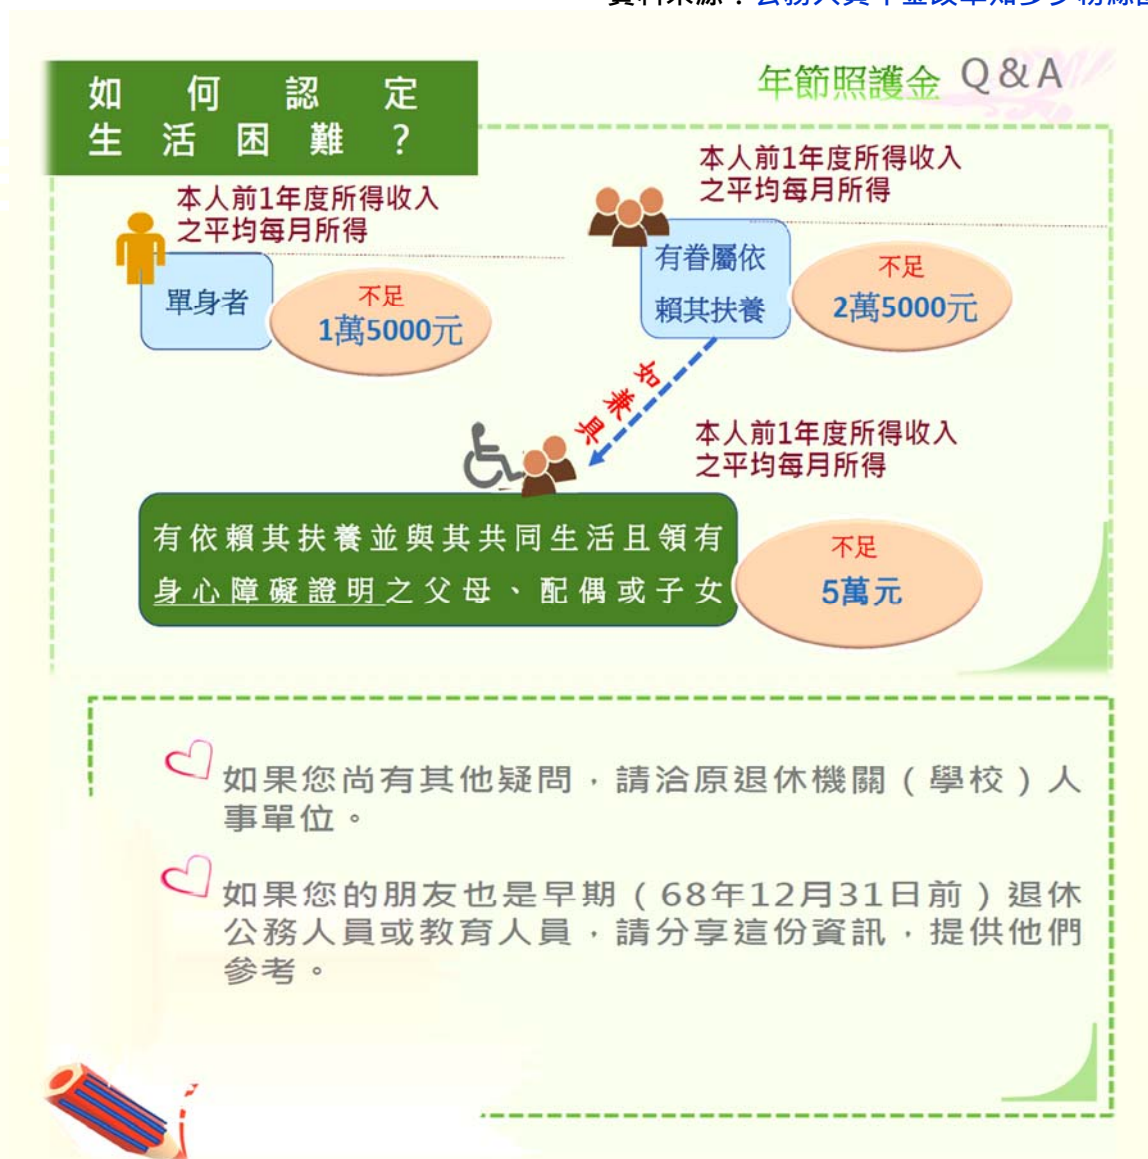 如何認定
生活困難？
年節照護金 Q&A
本人前1年度所得收入
之平均每月所得
單身者
不足
1萬5000元
本人前1年度所得收入
之平均每月所得
有眷屬依
賴其扶養
不足
2萬5000元
如兼具
本人前1年度所得收入
之平均每月所得
有依賴其扶養並與其共同生活且領有
身心障礙證明之父母、配偶或子女
不足
5萬元
如果您尚有其他疑問，請洽原退休機關（學校）人
事單位。
如果您的朋友也是早期（68年12月31日前）退休
公務人員或教育人員，請分享這份資訊，提供他們
參考。